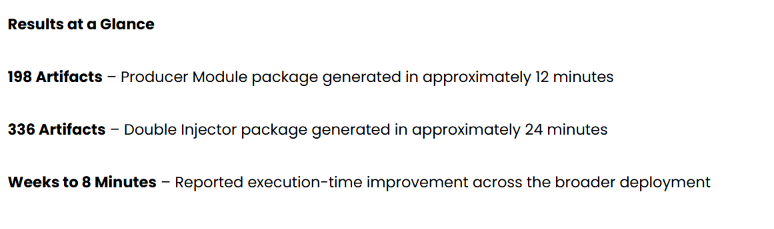 Results at a Glance
198 Artifacts – Producer Module package generated in approximately 12 minutes
336 Artifacts – Double Injector package generated in approximately 24 minutes
Weeks to 8 Minutes – Reported execution-time improvement across the broader deployment